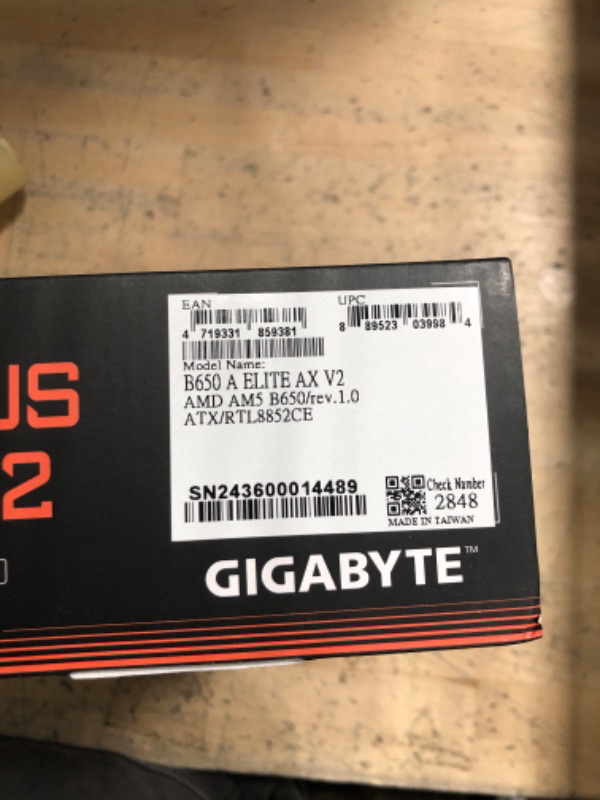 US
2
EAN
UPC
4 719331 859381
8 89523 03998 4
Model Name:
B650 A ELITE AX V2
AMD AM5 B650/rev.1.0
ATX/RTL8852CE
SN243600014489
Check Number
2848
MADE IN TAIWAN
GIGABYTE™